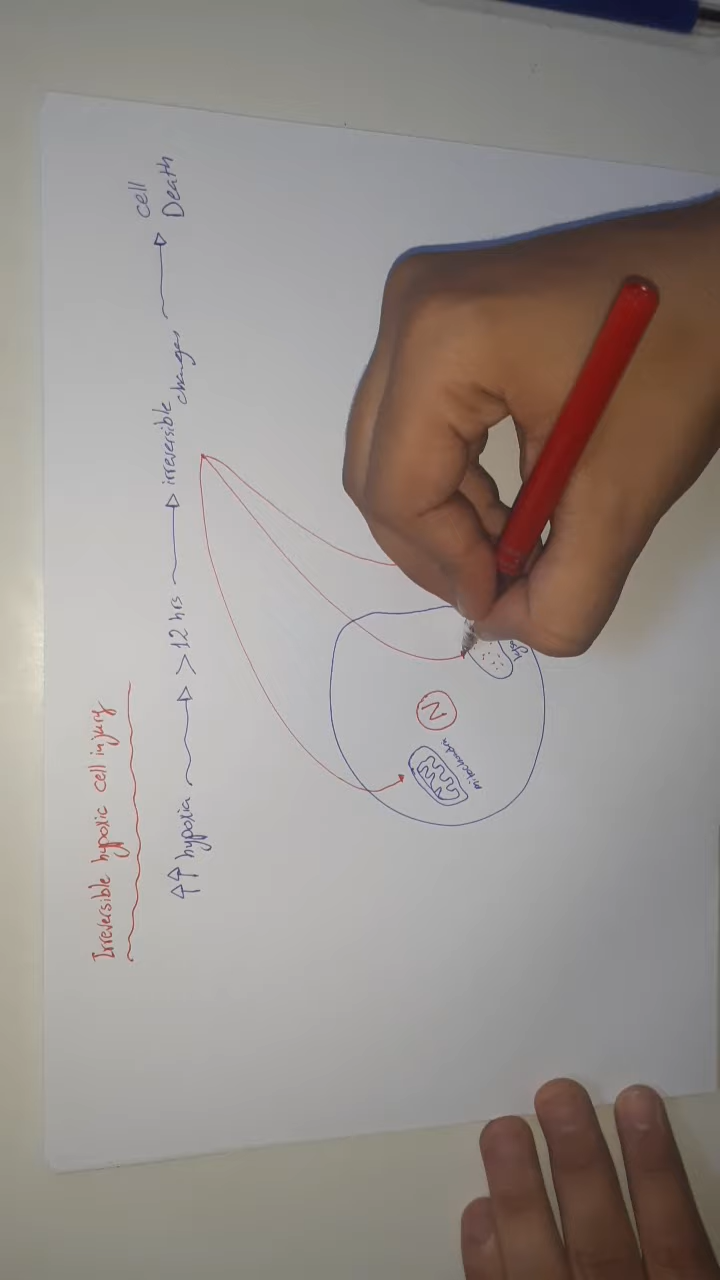 Irreversible hypoxic cell injury
↑↑ hypoxia → >12 hrs → irreversible changes → cell Death
N
mitochondria